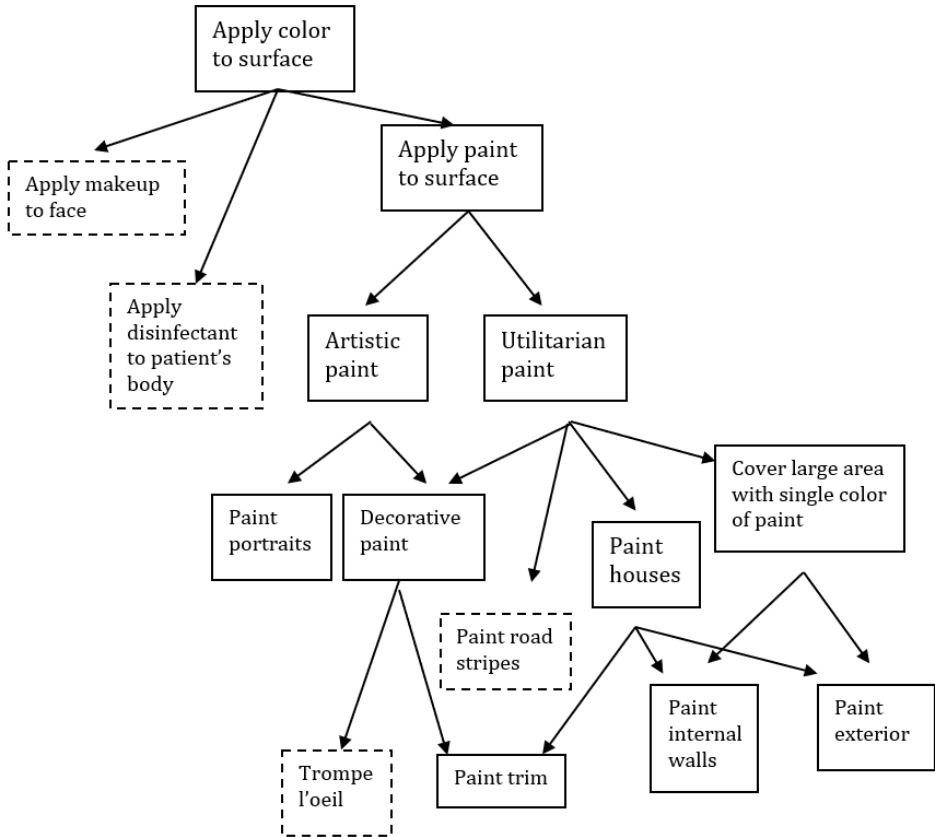 Apply color
to surface
Apply paint
to surface
Apply makeup
to face
Apply
disinfectant
to patient’s
body
Artistic
paint
Utilitarian
paint
Cover large area
with single color
of paint
Paint
portraits
Decorative
paint
Paint
houses
Paint road
stripes
Paint
internal
walls
Paint
exterior
Trompe
l’oeil
Paint trim